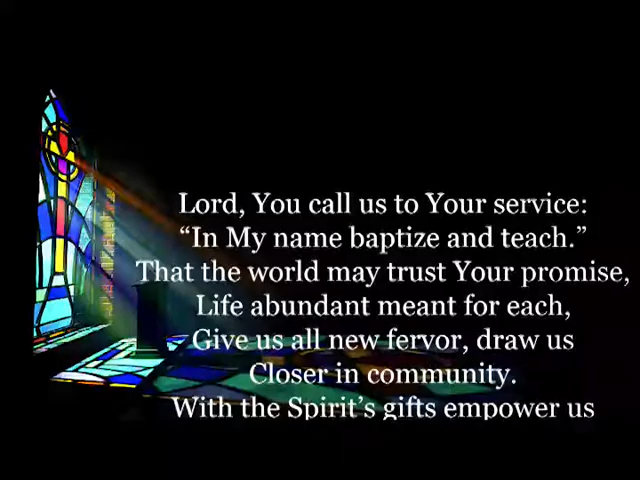 Lord, You call us to Your service:
“In My name baptize and teach.”
That the world may trust Your promise,
Life abundant meant for each,
Give us all new fervor, draw us
Closer in community.
With the Spirit’s gifts empower us